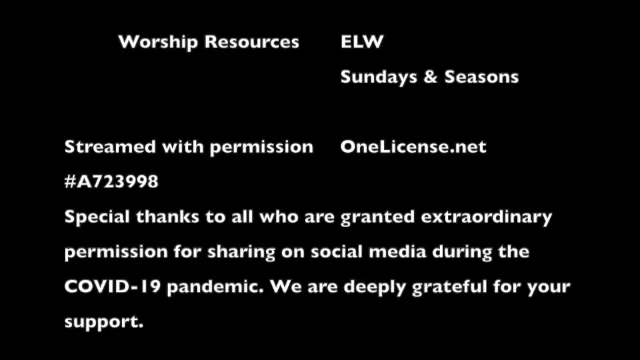 Worship Resources ELW
Sundays & Seasons
Streamed with permission OneLicense.net
#A723998
Special thanks to all who are granted extraordinary
permission for sharing on social media during the
COVID-19 pandemic. We are deeply grateful for your
support.